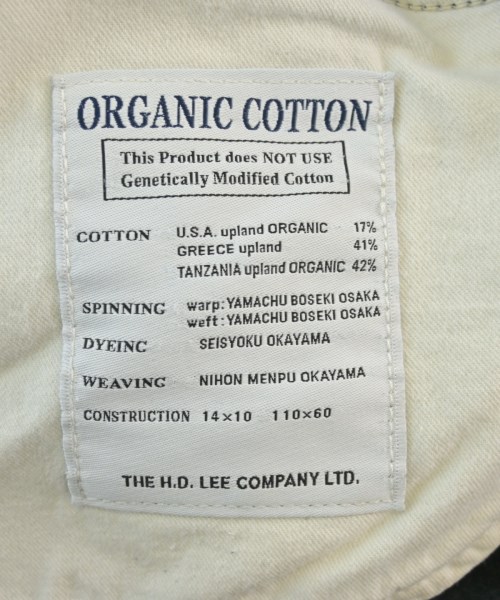 ORGANIC COTTON
This Product does NOT USE
Genetically Modified Cotton
COTTON U.S.A. upland ORGANIC 17%
GREECE upland 41%
TANZANIA upland ORGANIC 42%
SPINNING warp: YAMACHU BOSEKI OSAKA
weft: YAMACHU BOSEKI OSAKA
DYEINC SEISYOKU OKAYAMA
WEAVING NIHON MENPU OKAYAMA
CONSTRUCTION 14×10 110×60
THE H.D. LEE COMPANY LTD.